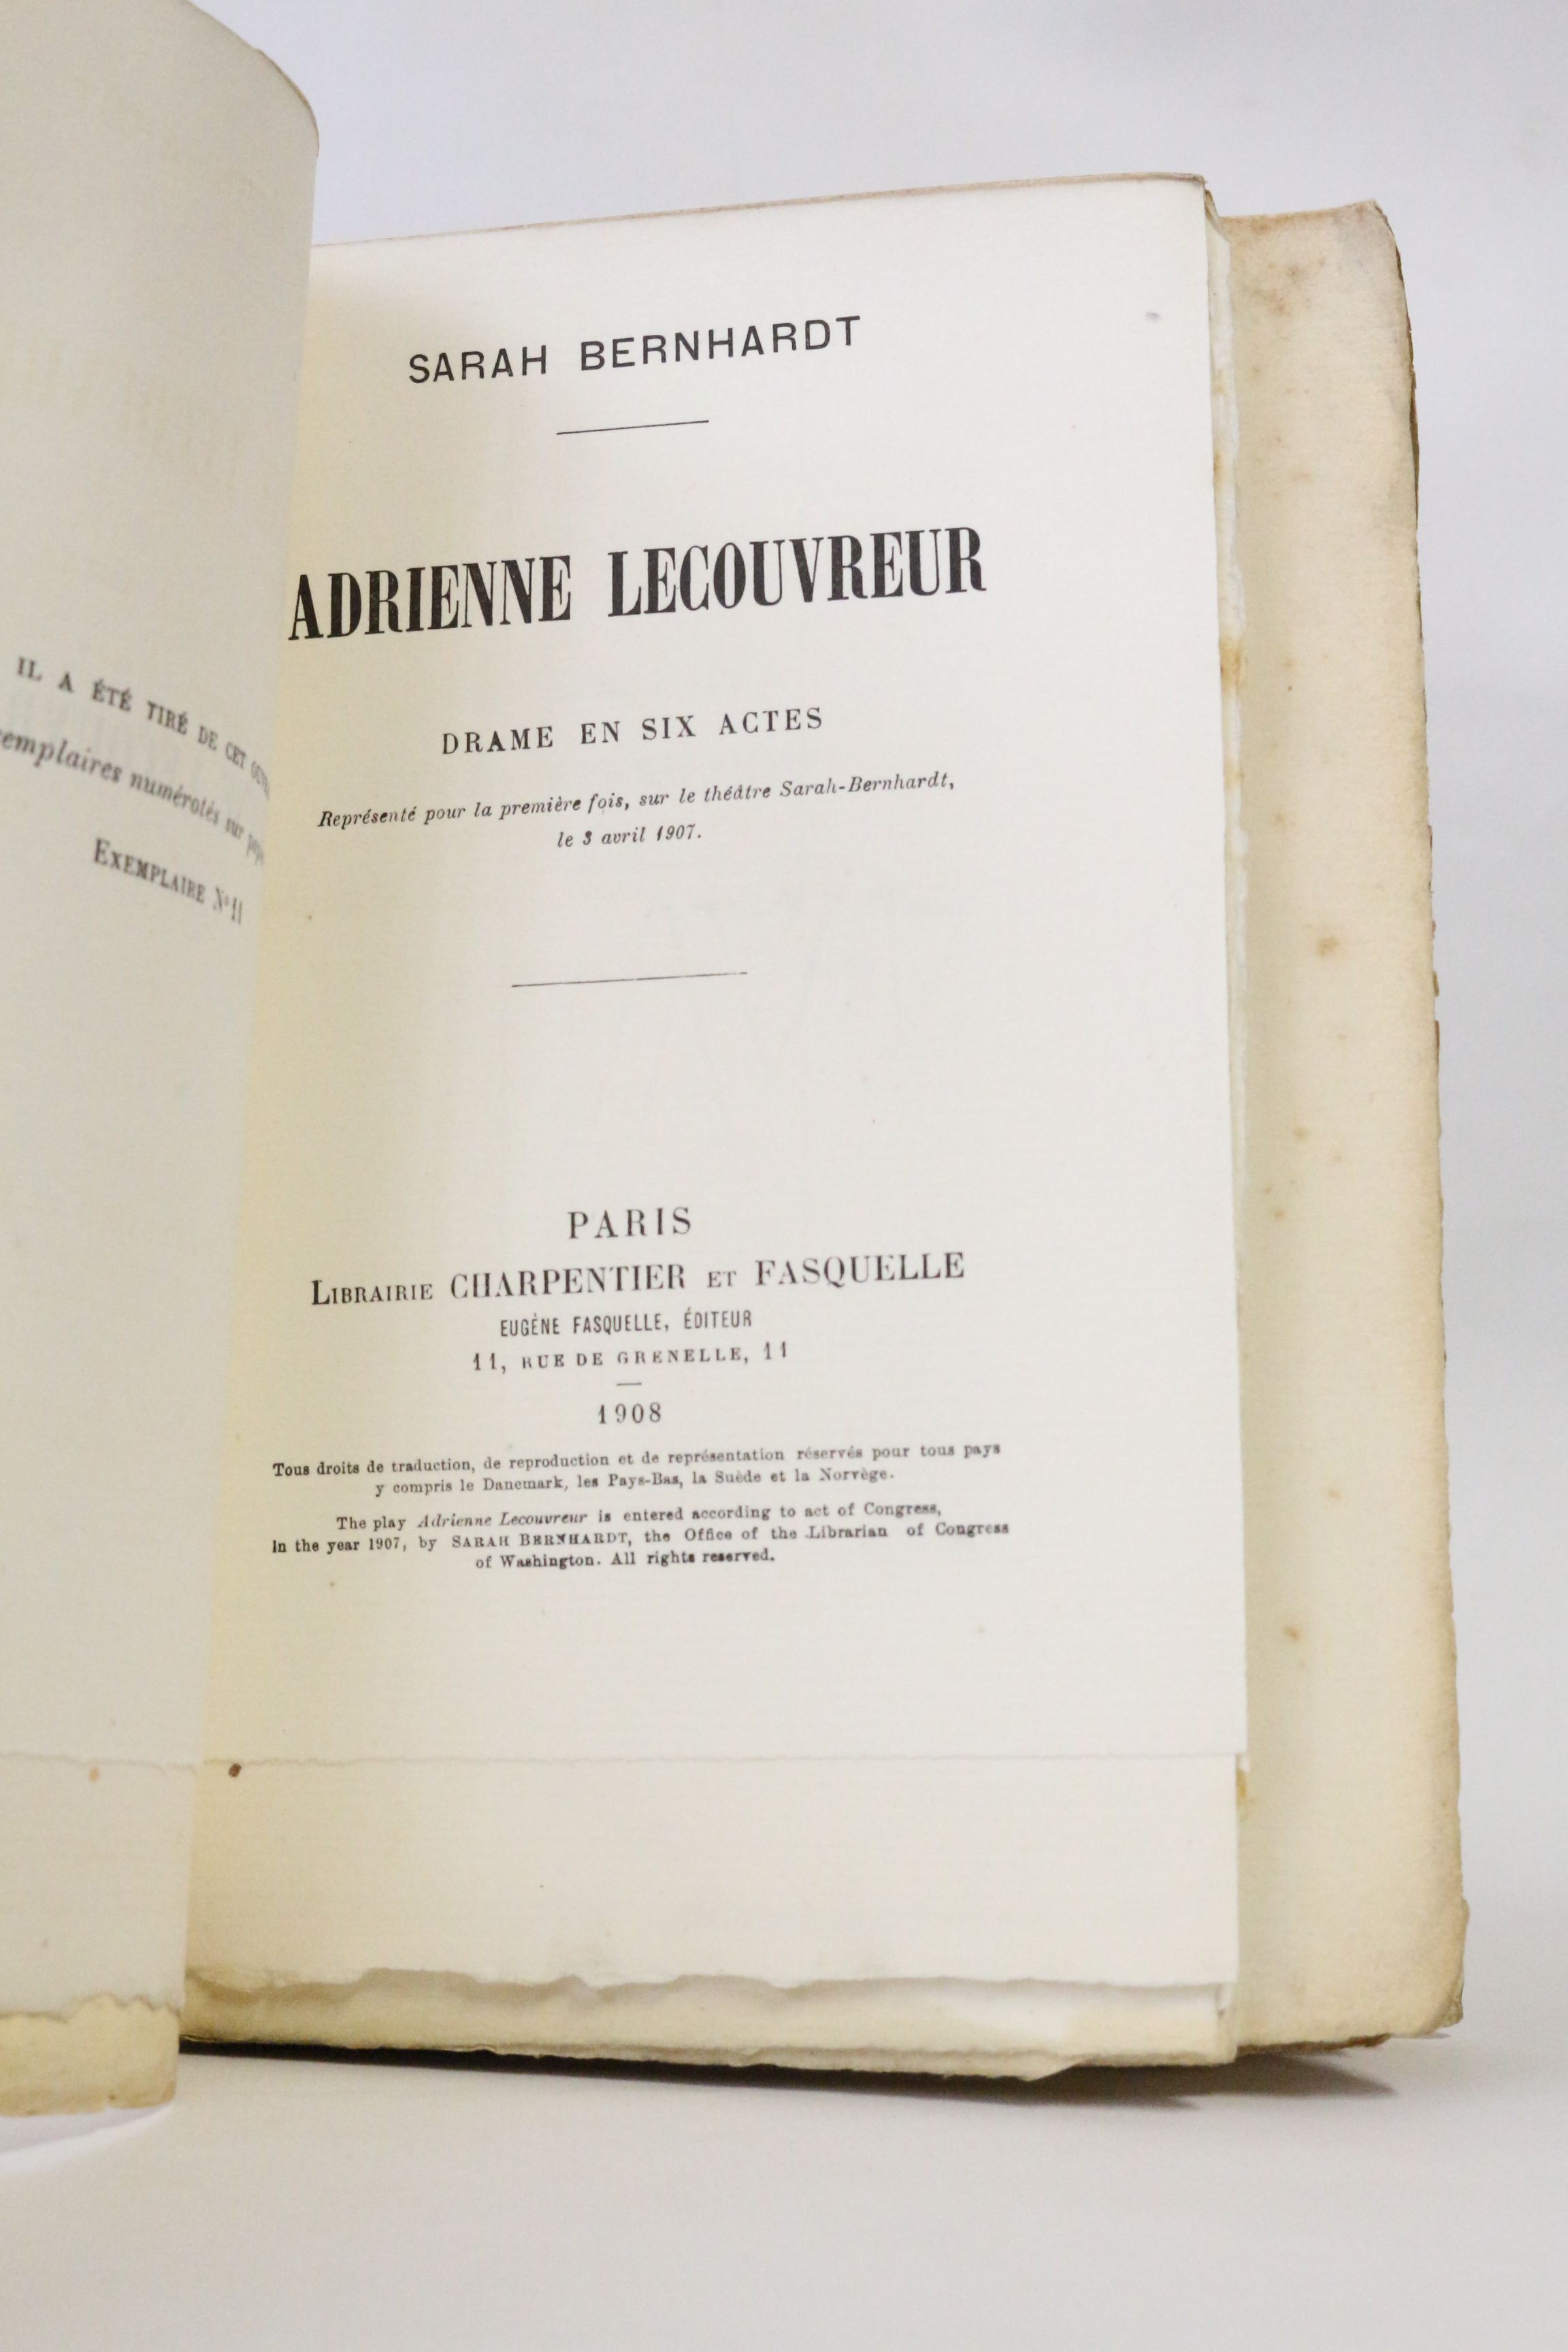 IL A ÉTÉ TIRÉ DE CET
emplaires numérotés sur
EXEMPLAIRE N° 11
SARAH BERNHARDT
ADRIENNE LECOUVREUR
DRAME EN SIX ACTES
Représenté pour la première fois, sur le théâtre Sarah-Bernhardt,
le 3 avril 1907.
PARIS
LIBRAIRIE CHARPENTIER ET FASQUELLE
EUGÈNE FASQUELLE, ÉDITEUR
11, RUE DE GRENELLE, 11
1908
Tous droits de traduction, de reproduction et de représentation réservés pour tous pays
y compris le Danemark, les Pays-Bas, la Suède et la Norvège.
The play Adrienne Lecouvreur is entered according to act of Congress,
In the year 1907, by SARAH BERNHARDT, the Office of the Librarian of Congress
of Washington. All rights reserved.